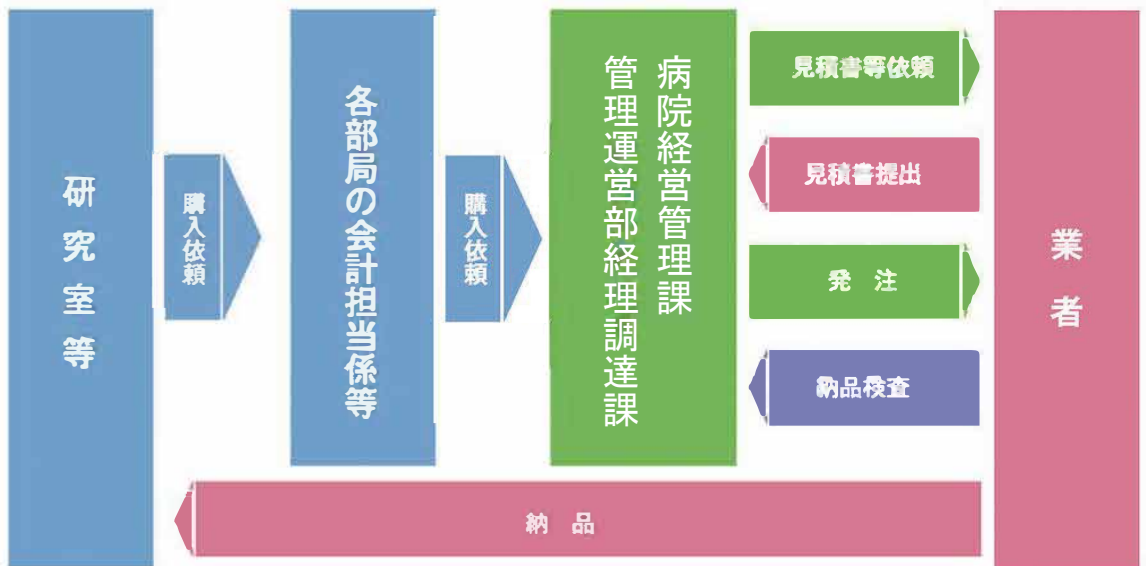 研究室等
購入依頼
各部局の会計担当係等
購入依頼
病院経営管理課
管理運営部経理調達課
見積書等依頼
見積書提出
発 注
納品検査
業者
納 品